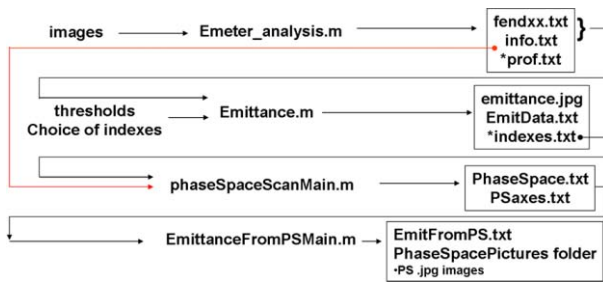 images
Emeter_analysis.m
fendxx.txt
info.txt
*prof.txt
}
thresholds
Choice of indexes
Emittance.m
emittance.jpg
EmitData.txt
*indexes.txt
phaseSpaceScanMain.m
PhaseSpace.txt
PSaxes.txt
EmittanceFromPSMain.m
EmitFromPS.txt
PhaseSpacePictures folder
•PS .jpg images